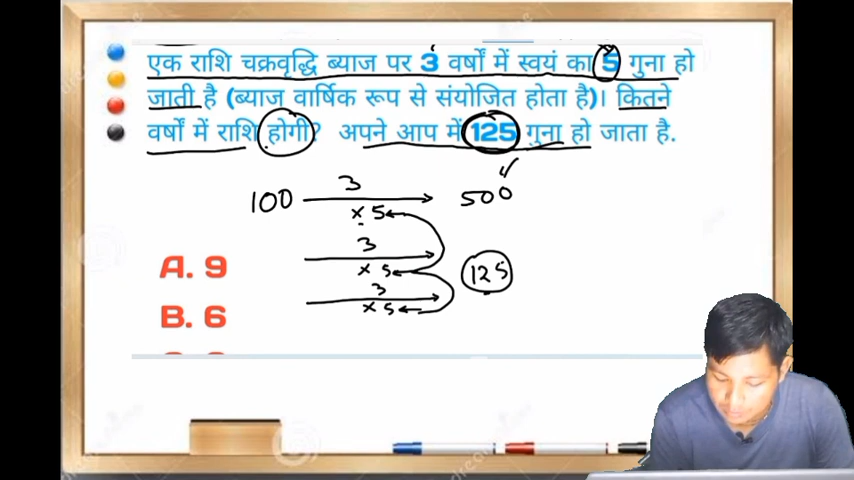 एक राशि चक्रवृद्धि ब्याज पर 3 वर्षों में स्वयं का 5 गुना हो
जाती है (ब्याज वार्षिक रूप से संयोजित होता है)। कितने
वर्षों में राशि होगी? अपने आप में 125 गुना हो जाता है.
100 3 500
× 5
3
× 5 125
3
× 5
A. 9
B. 6